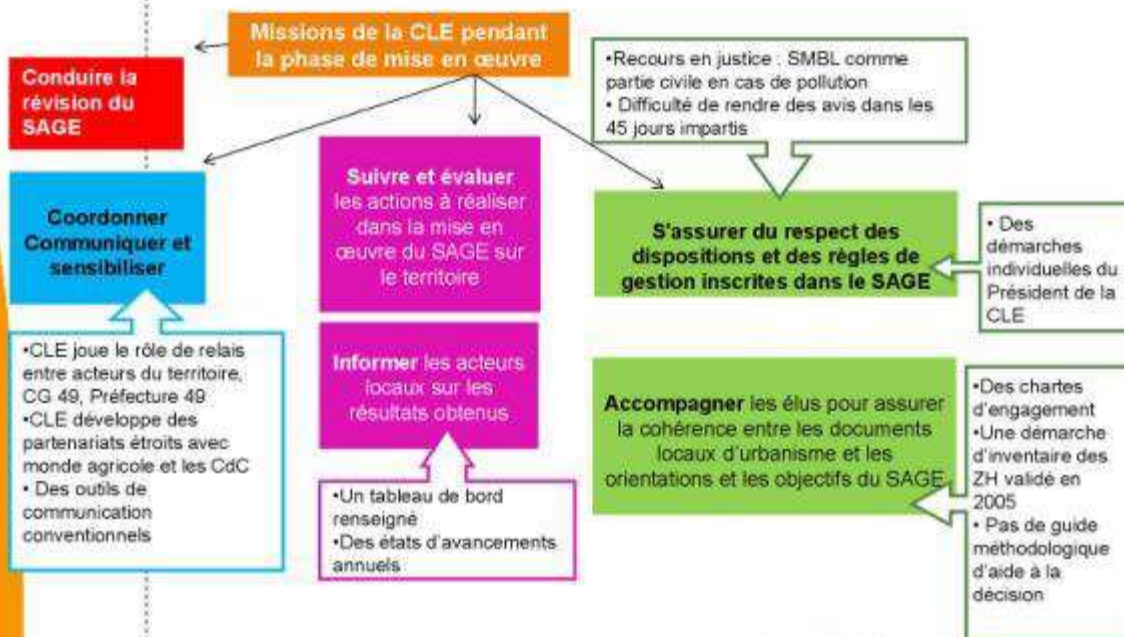 Missions de la CLE pendant
la phase de mise en œuvre
Conduire la
révision du
SAGE
•Recours en justice : SMBL comme
partie civile en cas de pollution
• Difficulté de rendre des avis dans les
45 jours impartis
Coordonner
Communiquer et
sensibiliser
Suivre et évaluer
les actions à réaliser
dans la mise en
œuvre du SAGE sur
le territoire
S'assurer du respect des
dispositions et des règles de
gestion inscrites dans le SAGE
• Des
démarches
individuelles du
Président de la
CLE
•CLE joue le rôle de relais
entre acteurs du territoire,
CG 49, Préfecture 49
•CLE développe des
partenariats étroits avec
monde agricole et les CdC
• Des outils de
communication
conventionnels
Informer les acteurs
locaux sur les
résultats obtenus
•Un tableau de bord
renseigné
•Des états d'avancements
annuels
Accompagner les élus pour assurer
la cohérence entre les documents
locaux d'urbanisme et les
orientations et les objectifs du SAGE
•Des chartes
d'engagement
•Une démarche
d'inventaire des
ZH validé en
2005
• Pas de guide
méthodologique
d'aide à la
décision